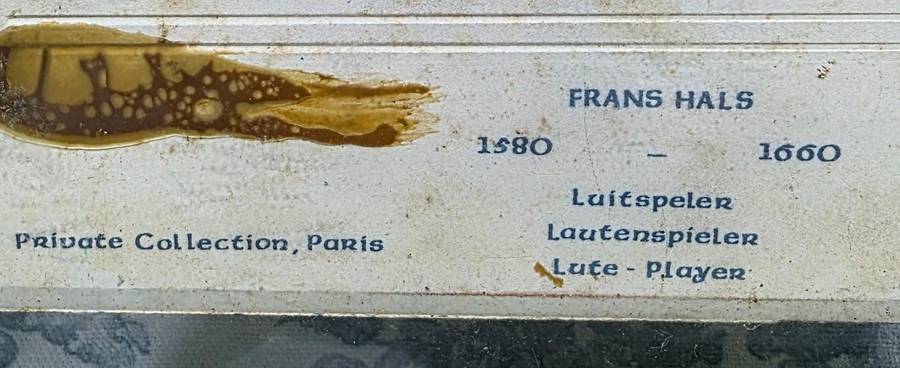 FRANS HALS
1580 — 1660
Luitspeler
Lautenspieler
Lute - Player
Private Collection, Paris